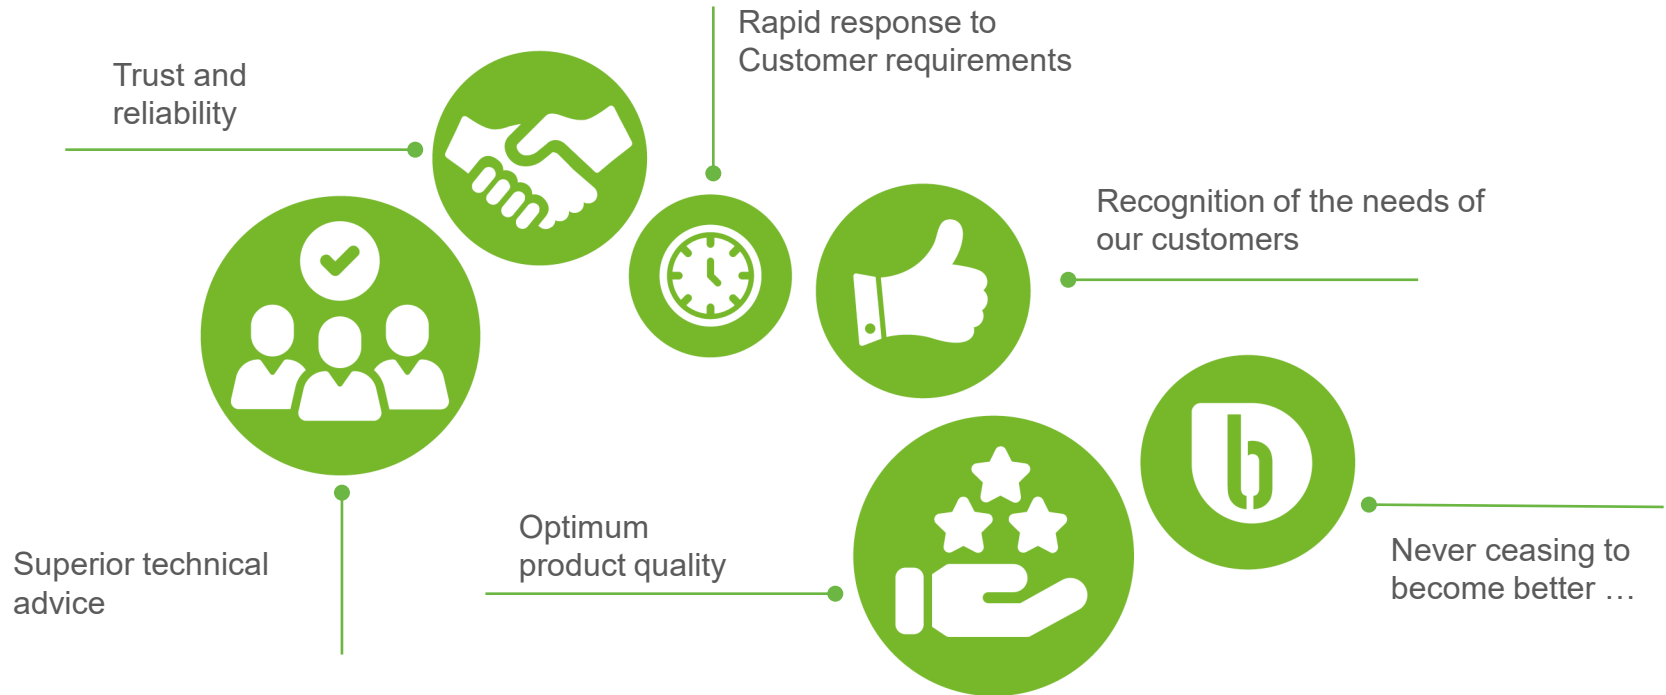 Rapid response to
Customer requirements
Trust and
reliability
Recognition of the needs of
our customers
Superior technical
advice
Optimum
product quality
b
Never ceasing to
become better …